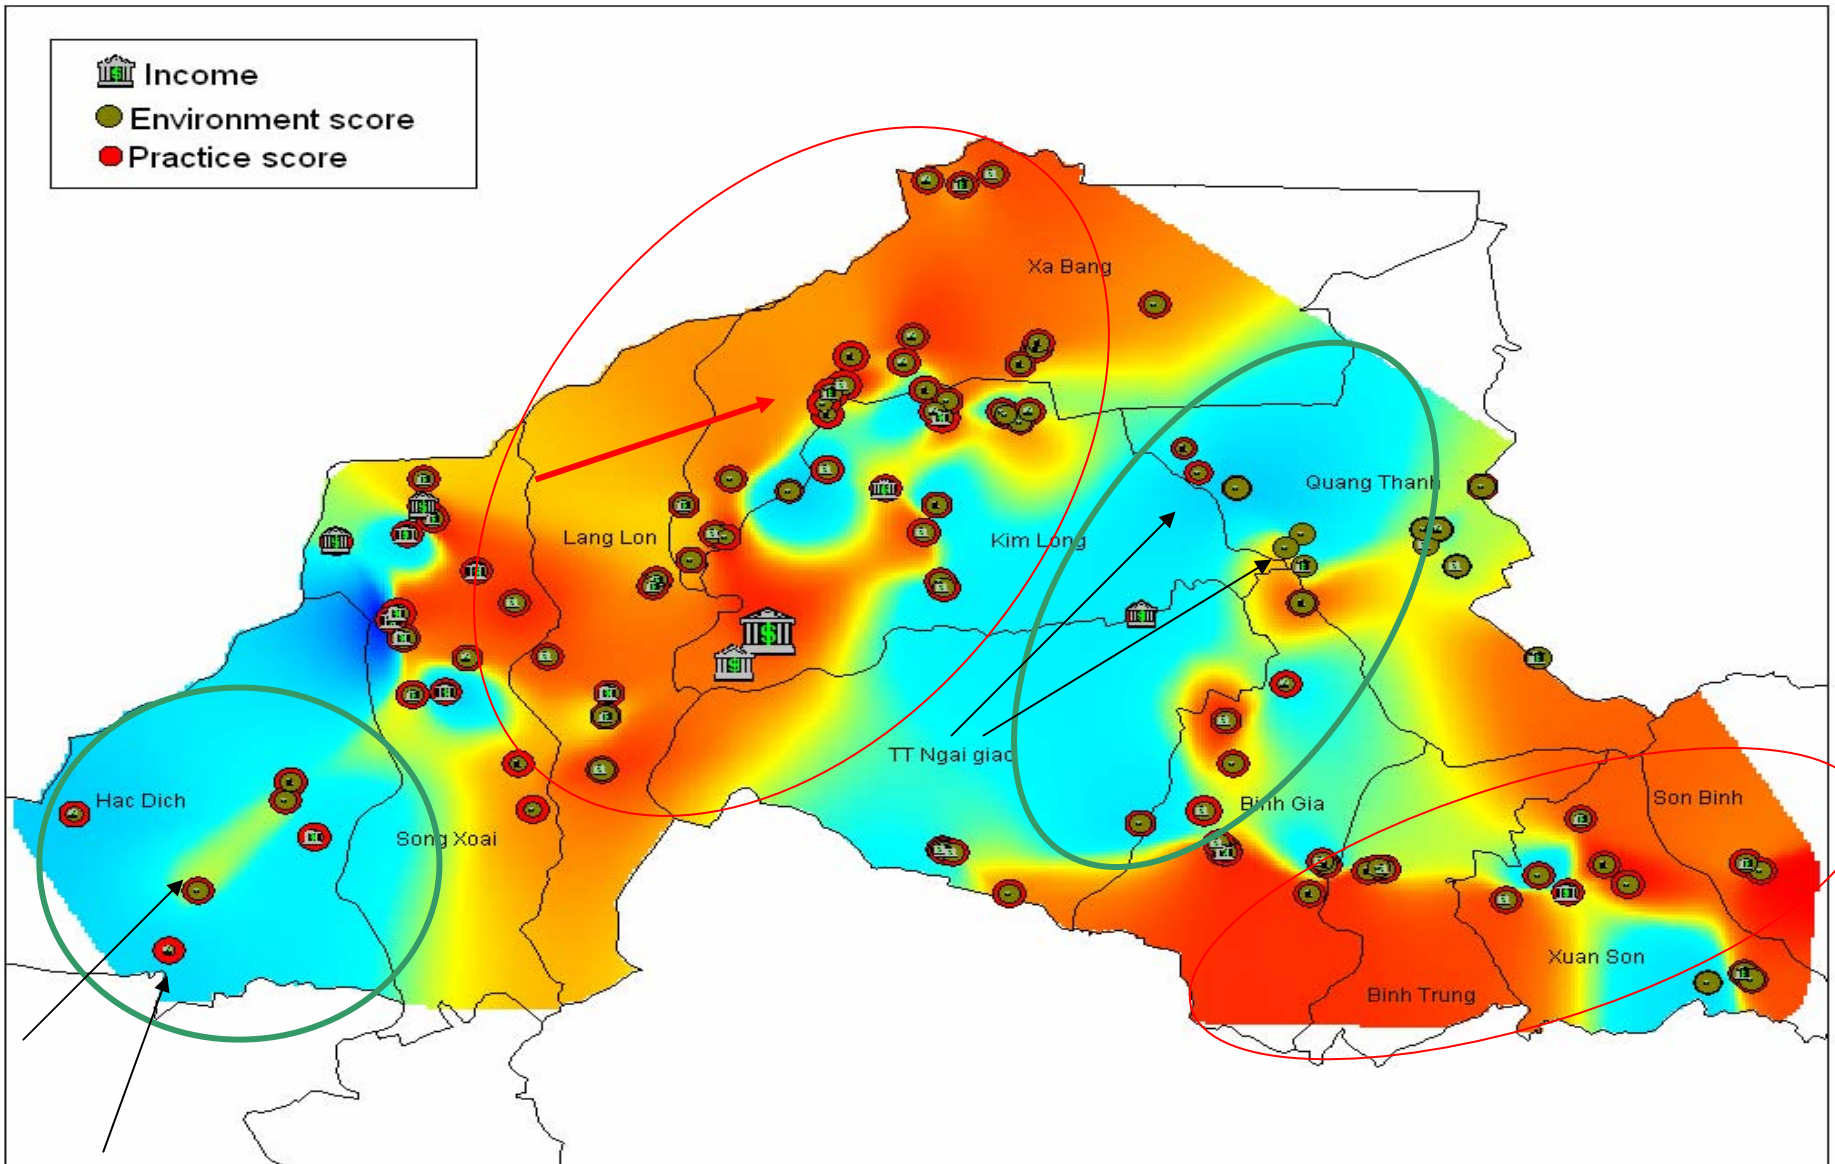 Income
Environment score
Practice score
Xa Bang
Quang Thanh
Lang Lon
Kim Long
TT Ngai giao
Hac Dich
Song Xoai
Binh Gia
Son Binh
Xuan Son
Binh Trung